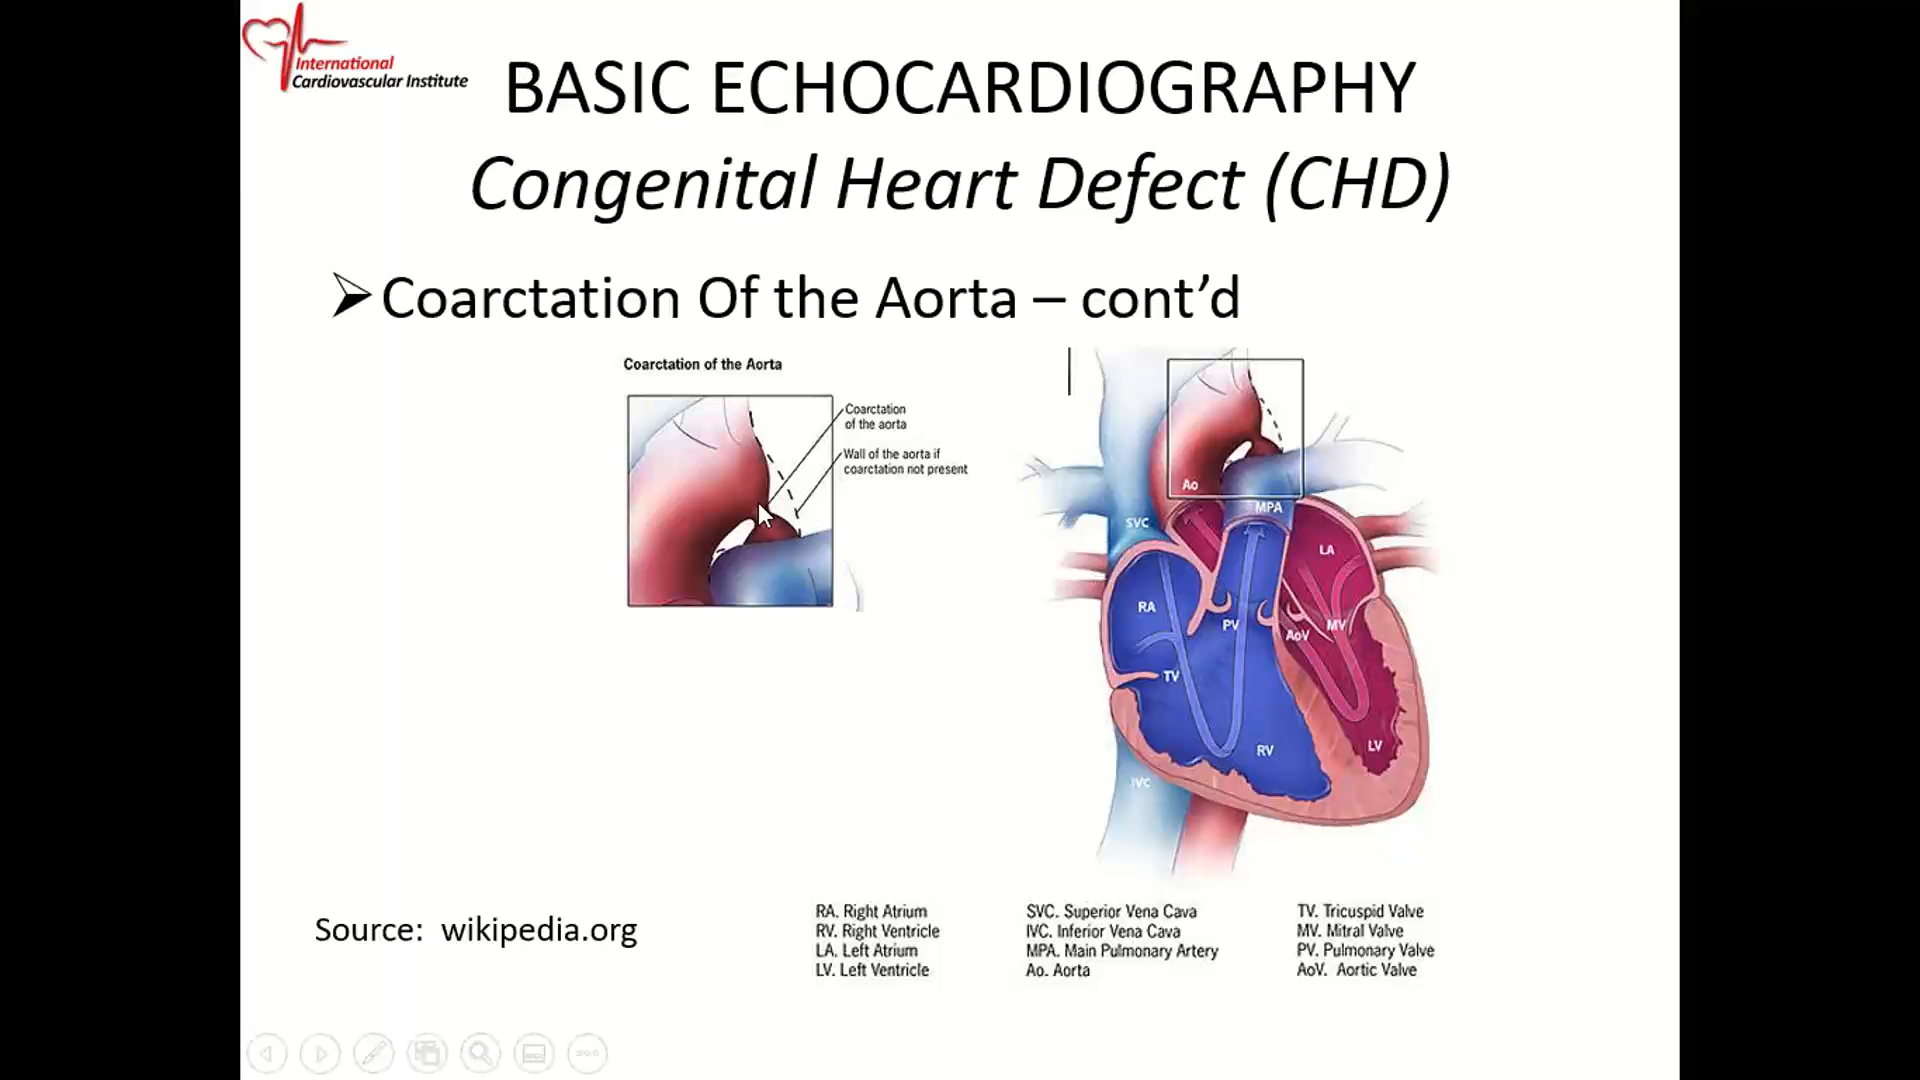 International
Cardiovascular Institute
BASIC ECHOCARDIOGRAPHY
Congenital Heart Defect (CHD)
Coarctation Of the Aorta – cont’d
Coarctation of the Aorta
Coarctation
of the aorta
Wall of the aorta if
coarctation not present
Ao
MPA
SVC
LA
RA
PV
AoV
MV
TV
RV
LV
IVC
Source: wikipedia.org
RA. Right Atrium
RV. Right Ventricle
LA. Left Atrium
LV. Left Ventricle
SVC. Superior Vena Cava
IVC. Inferior Vena Cava
MPA. Main Pulmonary Artery
Ao. Aorta
TV. Tricuspid Valve
MV. Mitral Valve
PV. Pulmonary Valve
AoV. Aortic Valve